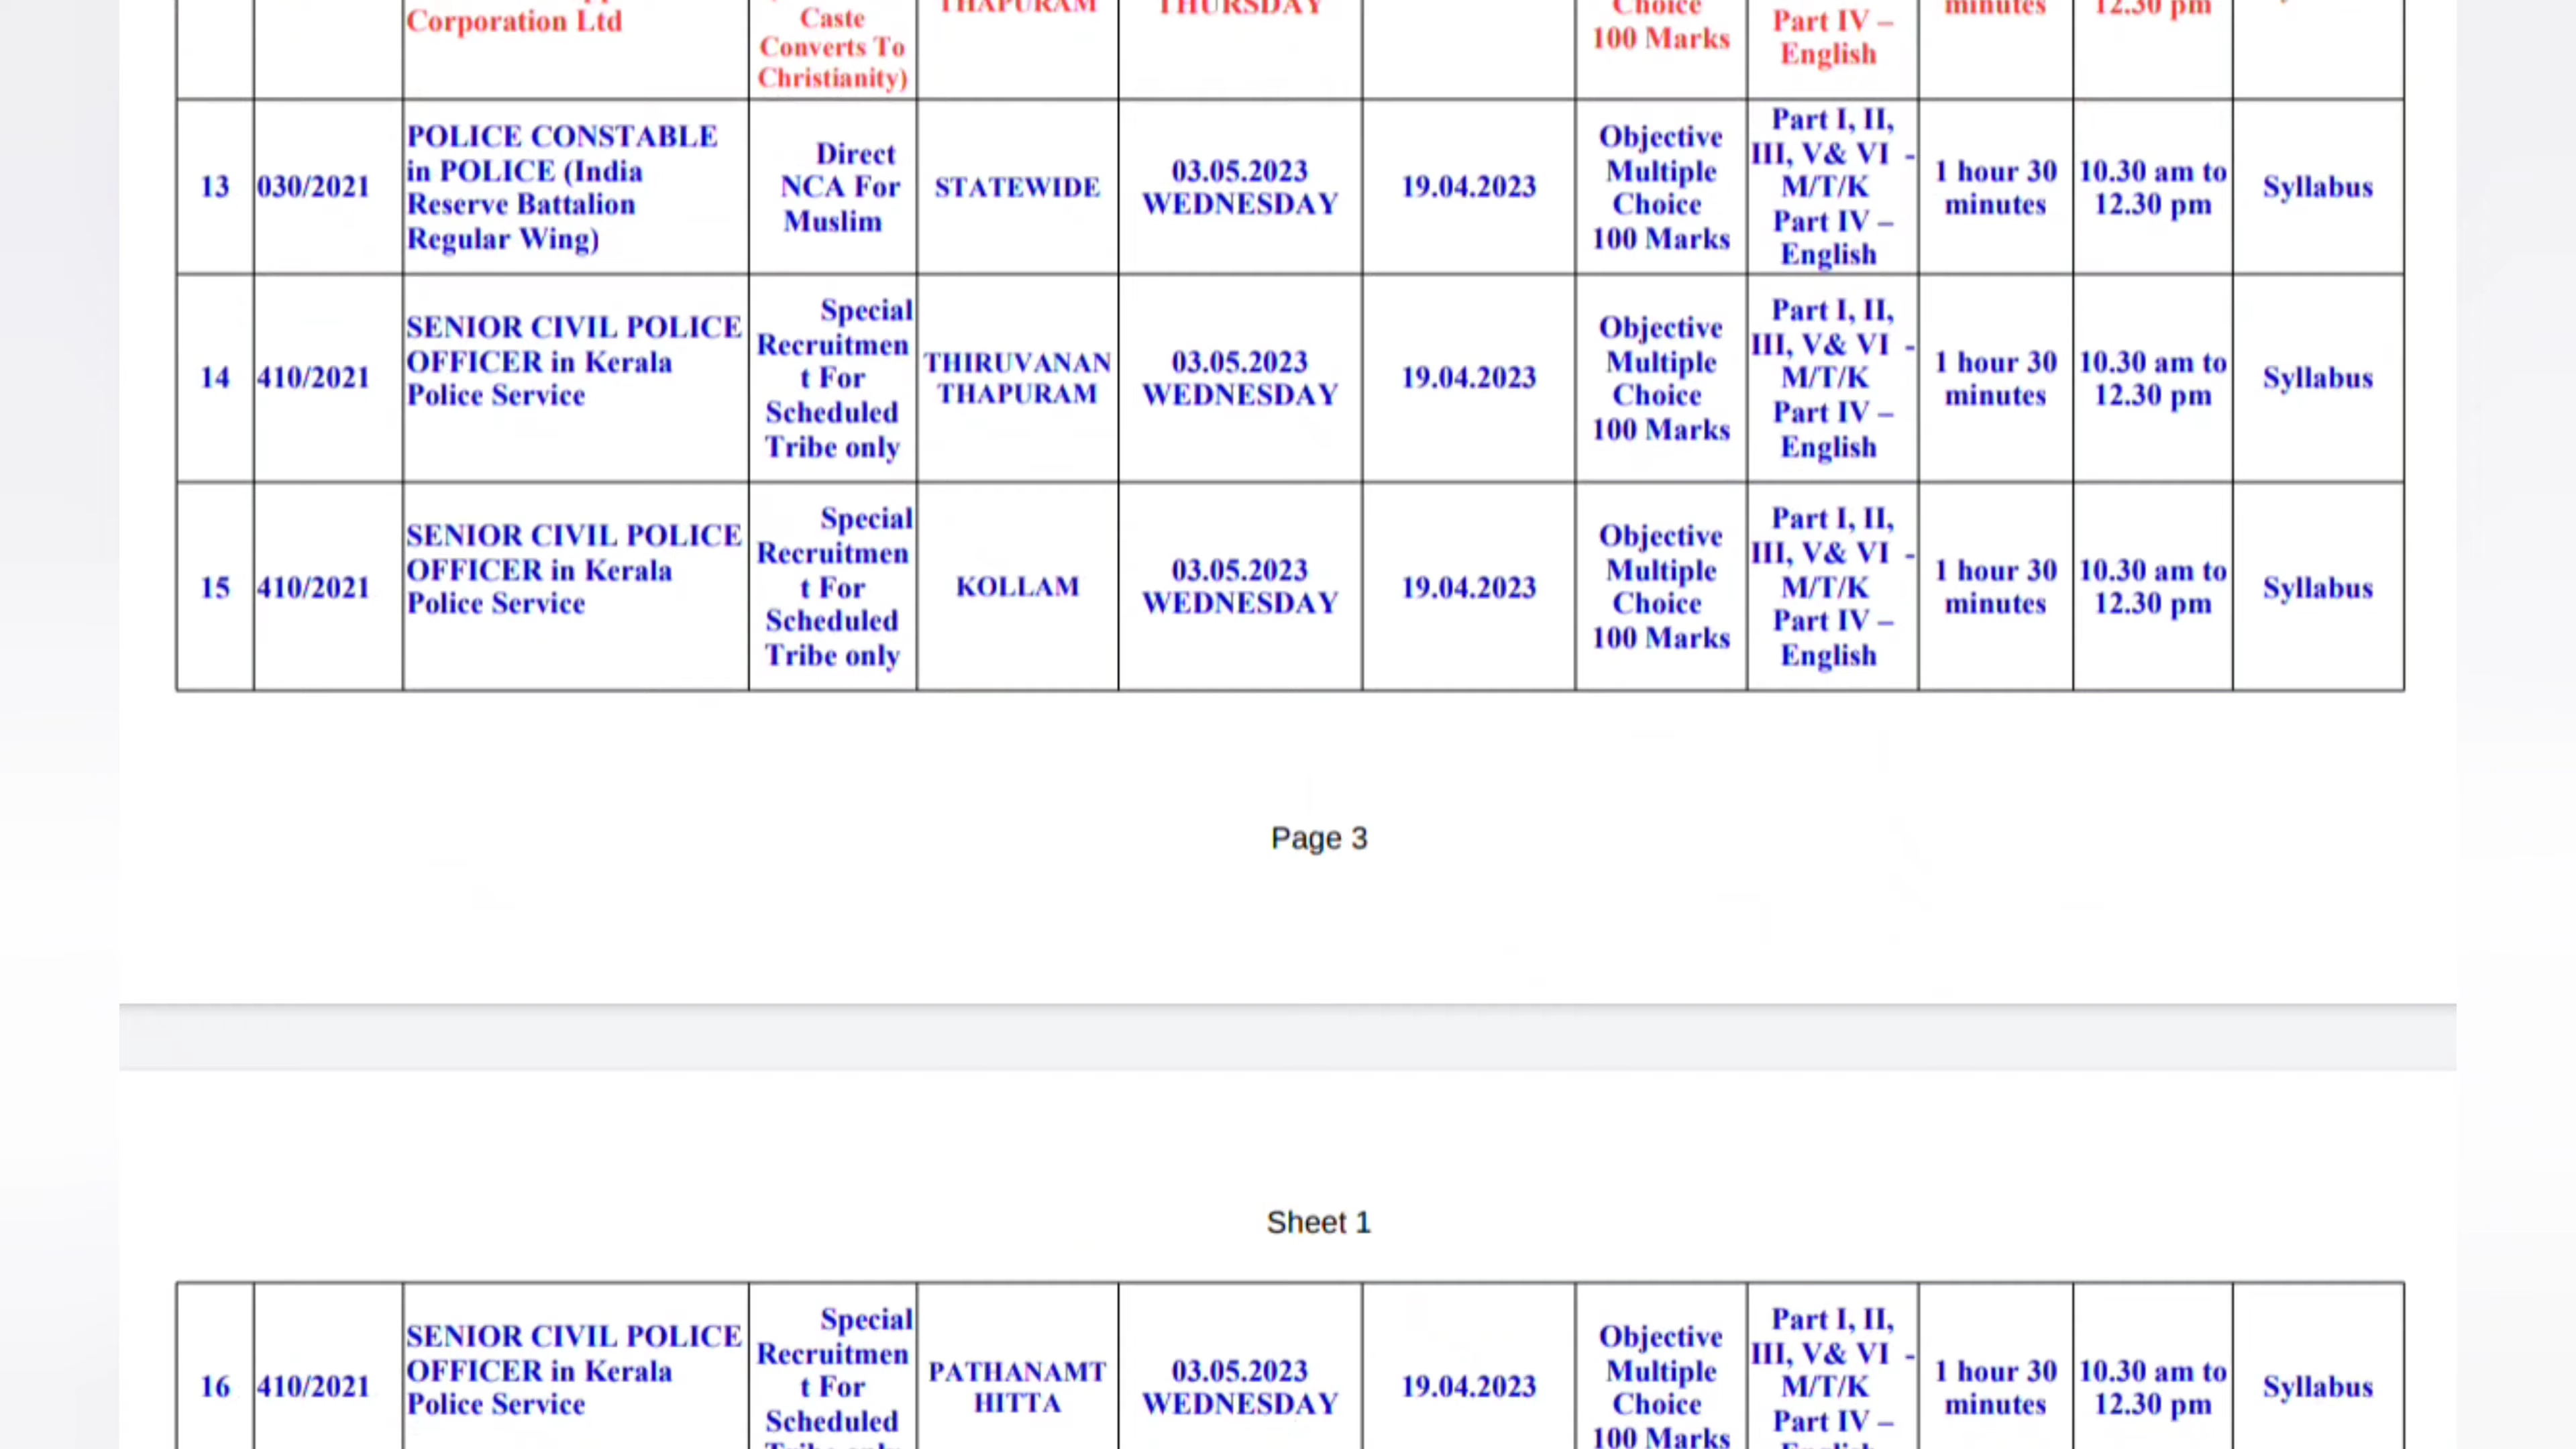 Corporation Ltd
Caste
Converts To
Christianity)
THAPURAM
THURSDAY
Choice
100 Marks
Part IV –
English
minutes
12.30 pm
13
030/2021
POLICE CONSTABLE
in POLICE (India
Reserve Battalion
Regular Wing)
Direct
NCA For
Muslim
STATEWIDE
03.05.2023
WEDNESDAY
19.04.2023
Objective
Multiple
Choice
100 Marks
Part I, II,
III, V& VI -
M/T/K
Part IV –
English
1 hour 30
minutes
10.30 am to
12.30 pm
Syllabus
14
410/2021
SENIOR CIVIL POLICE
OFFICER in Kerala
Police Service
Special
Recruitmen
t For
Scheduled
Tribe only
THIRUVANAN
THAPURAM
03.05.2023
WEDNESDAY
19.04.2023
Objective
Multiple
Choice
100 Marks
Part I, II,
III, V& VI -
M/T/K
Part IV –
English
1 hour 30
minutes
10.30 am to
12.30 pm
Syllabus
15
410/2021
SENIOR CIVIL POLICE
OFFICER in Kerala
Police Service
Special
Recruitmen
t For
Scheduled
Tribe only
KOLLAM
03.05.2023
WEDNESDAY
19.04.2023
Objective
Multiple
Choice
100 Marks
Part I, II,
III, V& VI -
M/T/K
Part IV –
English
1 hour 30
minutes
10.30 am to
12.30 pm
Syllabus
Page 3
Sheet 1
16
410/2021
SENIOR CIVIL POLICE
OFFICER in Kerala
Police Service
Special
Recruitmen
t For
Scheduled
PATHANAMT
HITTA
03.05.2023
WEDNESDAY
19.04.2023
Objective
Multiple
Choice
100 Marks
Part I, II,
III, V& VI -
M/T/K
Part IV –
1 hour 30
minutes
10.30 am to
12.30 pm
Syllabus